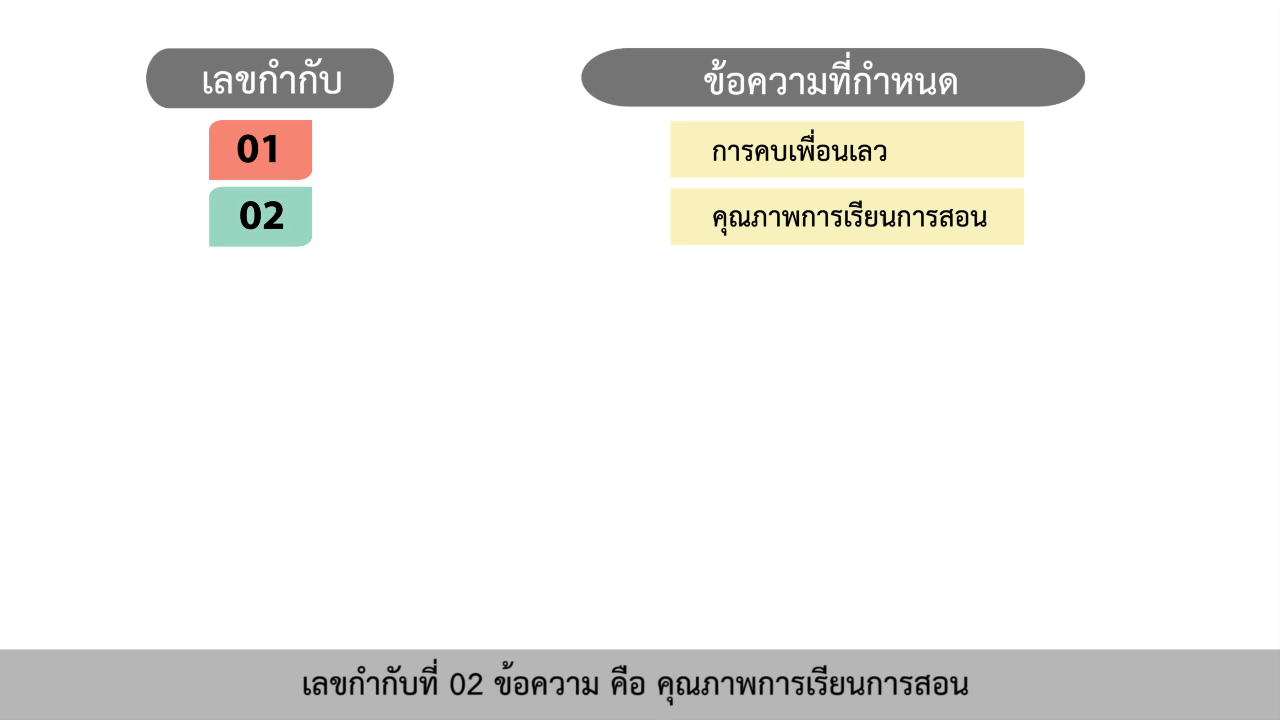 เลขกำกับ ข้อความที่กำหนด
01 การคบเพื่อนเลว
02 คุณภาพการเรียนการสอน
เลขกำกับที่ 02 ข้อความ คือ คุณภาพการเรียนการสอน